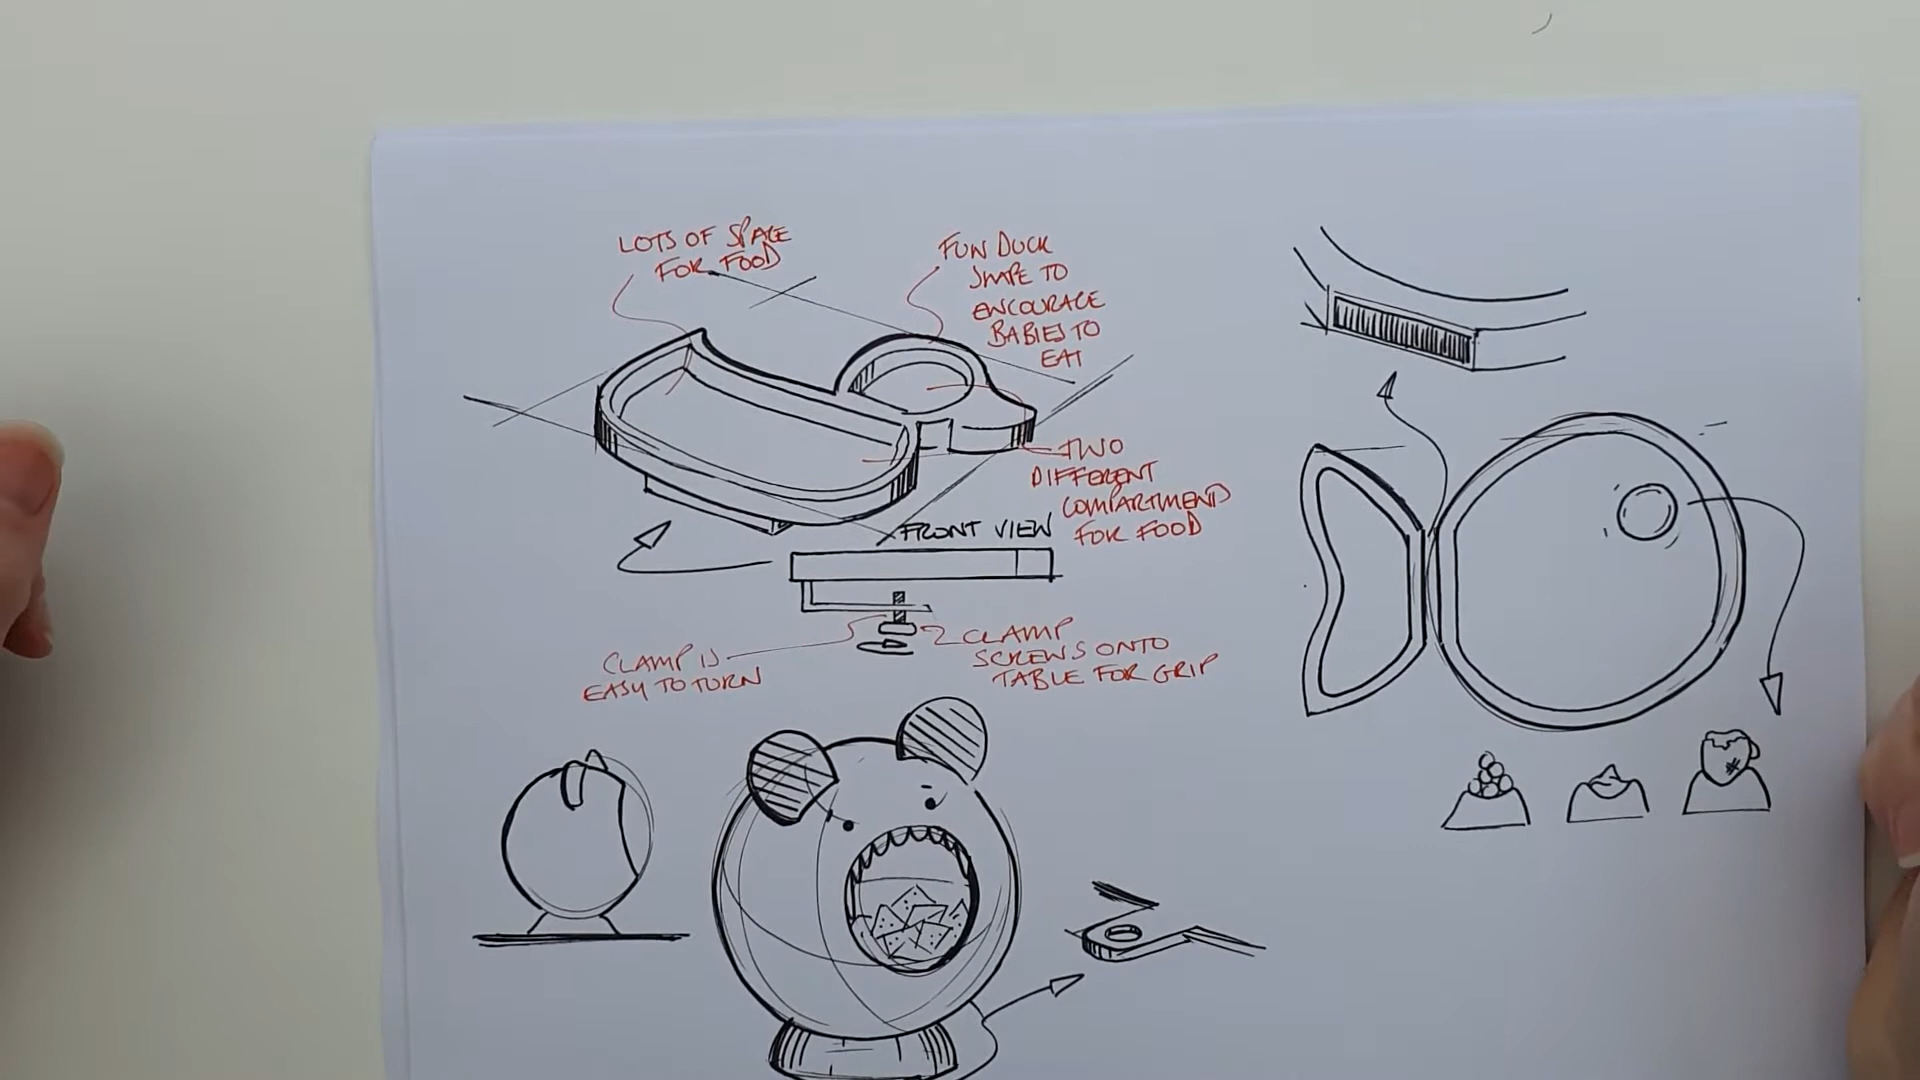 LOTS OF SPACE
FOR FOOD
FUN DUCK
SHAPE TO
ENCOURAGE
BABIES TO
EAT
TWO
DIFFERENT
COMPARTMEND
FOR FOOD
FRONT VIEW
CLAMP IS
EASY TO TURN
CLAMP
SCREWS ONTO
TABLE FOR GRIP